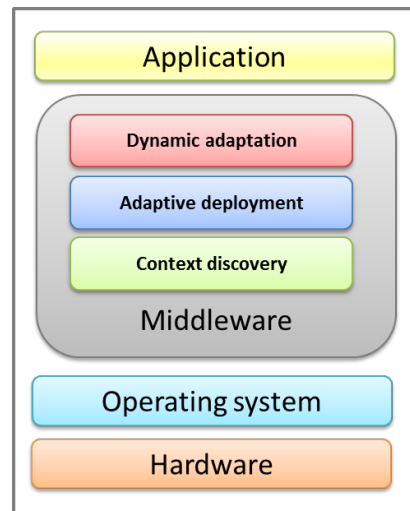 Application
Dynamic adaptation
Adaptive deployment
Context discovery
Middleware
Operating system
Hardware